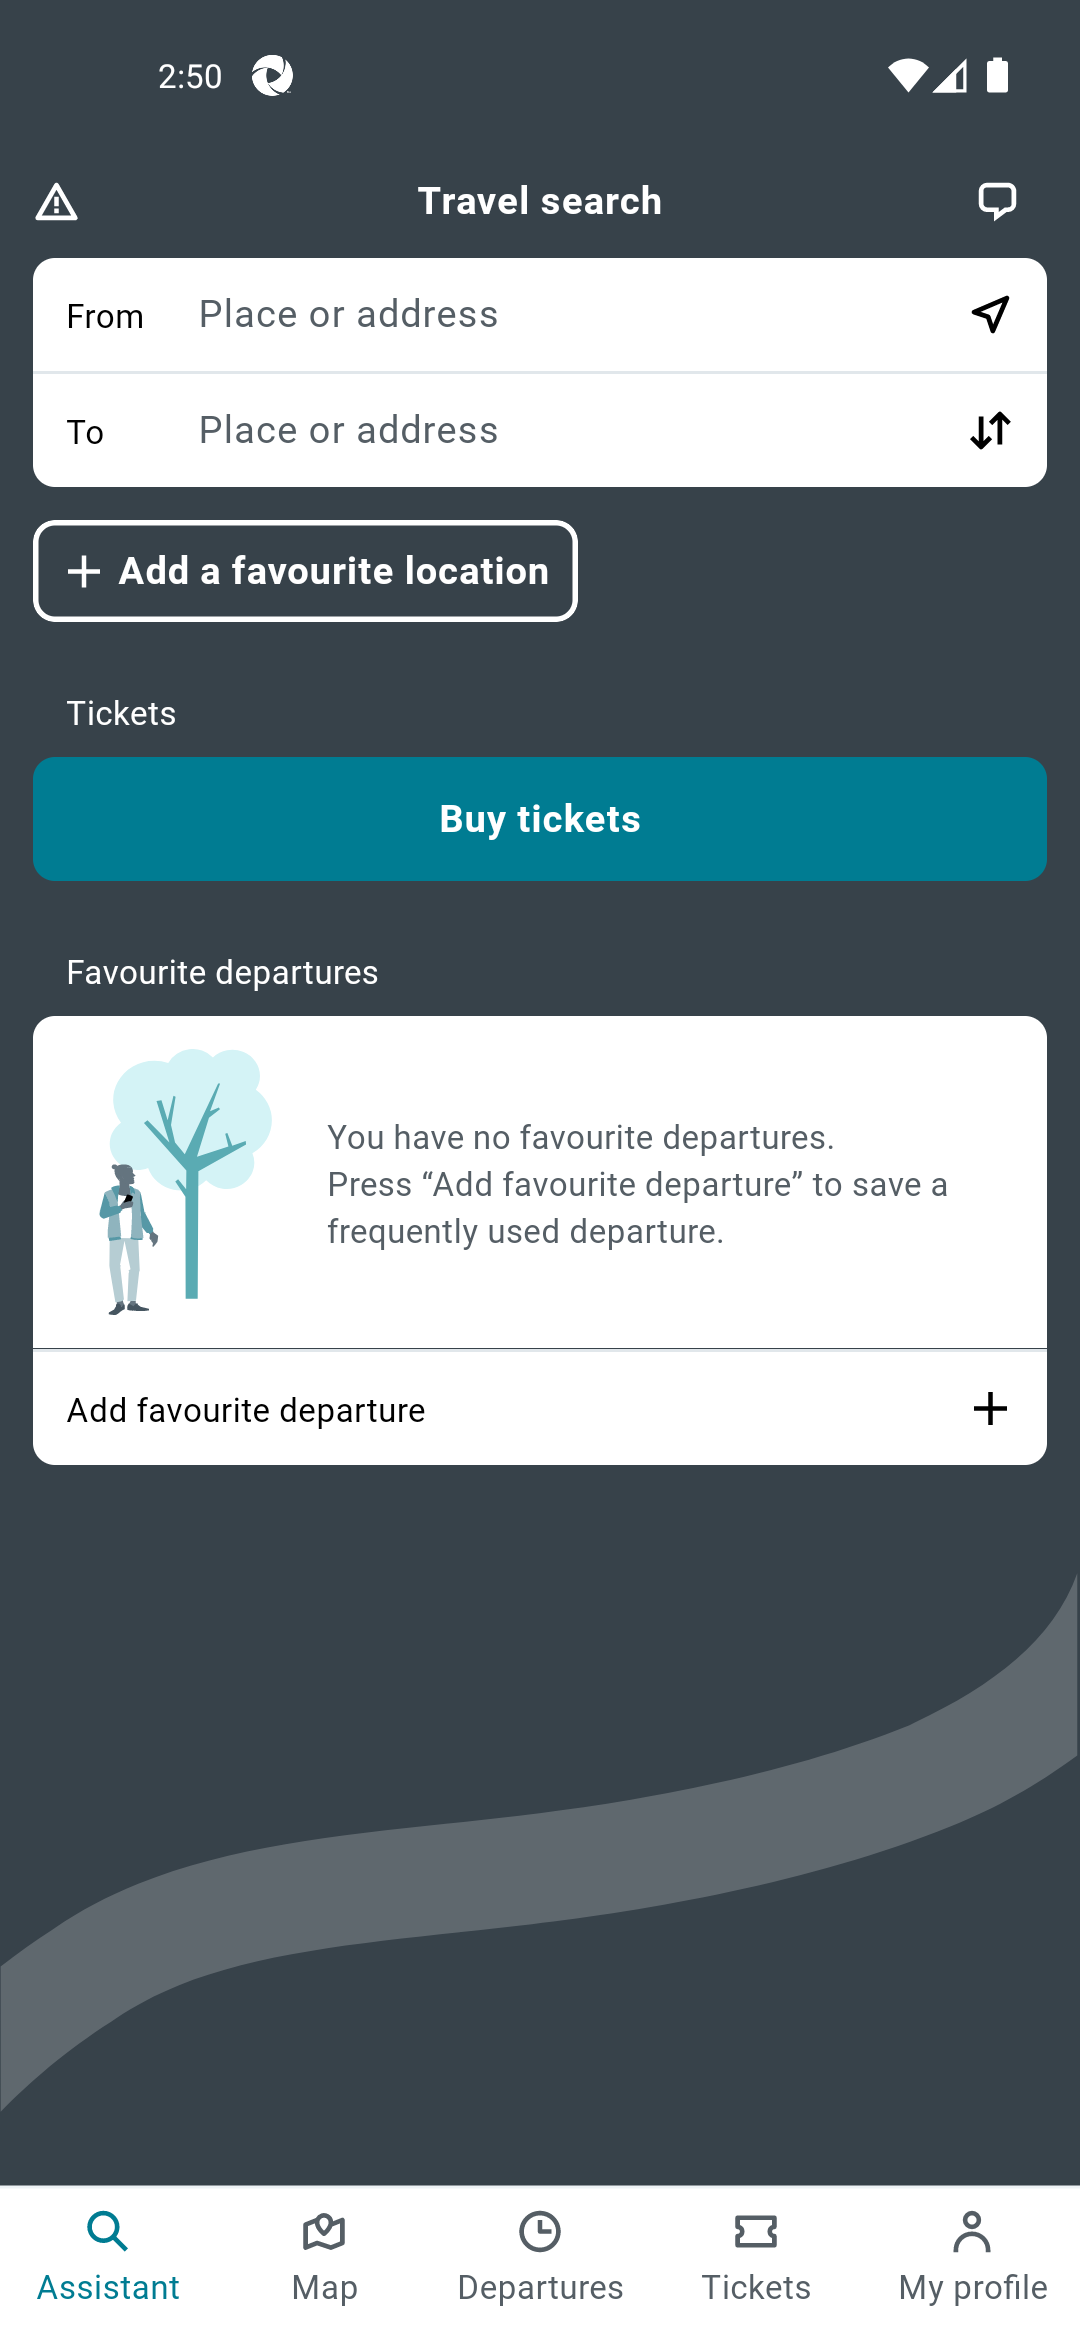 2:50
Travel search
From Place or address
To Place or address
Add a favourite location
Tickets
Buy tickets
Favourite departures
You have no favourite departures.
Press “Add favourite departure” to save a
frequently used departure.
Add favourite departure
Assistant Map Departures Tickets My profile